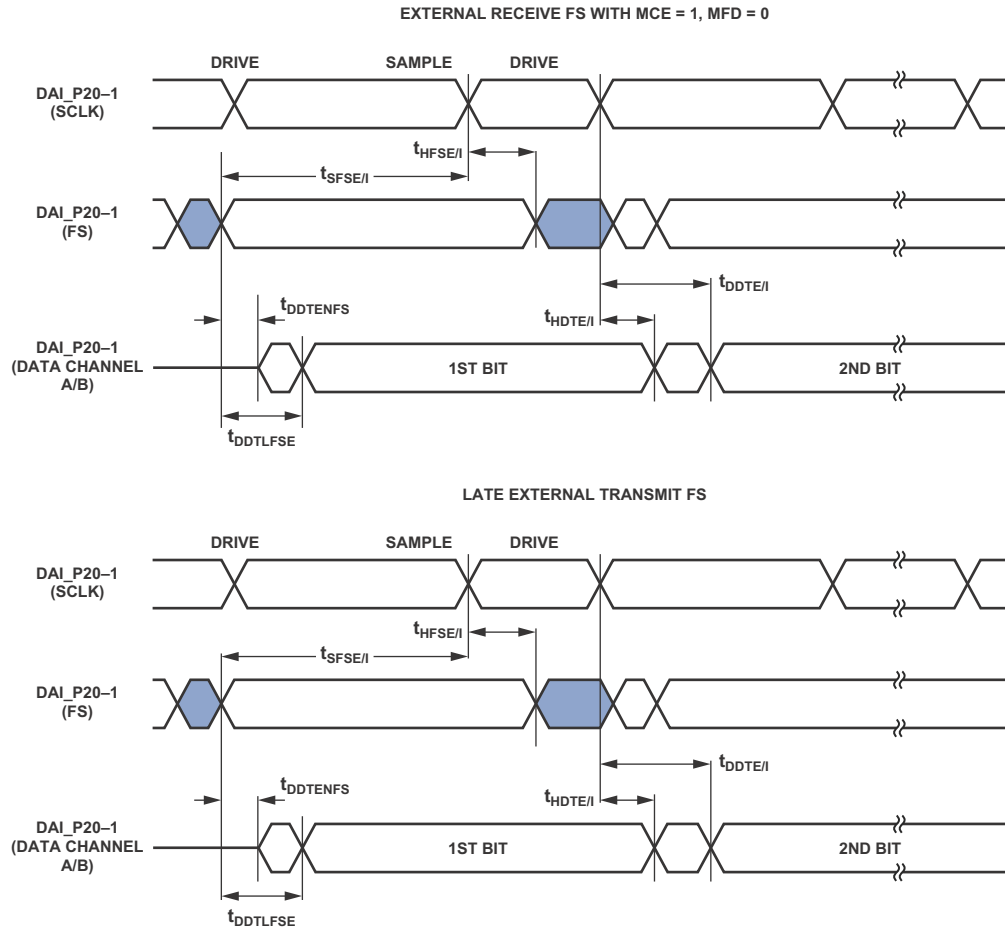 EXTERNAL RECEIVE FS WITH MCE = 1, MFD = 0
DRIVE SAMPLE DRIVE
DAI_P20–1
(SCLK)
tHFSE/I
tSFSE/I
DAI_P20–1
(FS)
tDDTE/I
tDDTENFS
tHDTE/I
DAI_P20–1
(DATA CHANNEL
A/B)
1ST BIT 2ND BIT
tDDTLFSE
LATE EXTERNAL TRANSMIT FS
DRIVE SAMPLE DRIVE
DAI_P20–1
(SCLK)
tHFSE/I
tSFSE/I
DAI_P20–1
(FS)
tDDTE/I
tDDTENFS
tHDTE/I
DAI_P20–1
(DATA CHANNEL
A/B)
1ST BIT 2ND BIT
tDDTLFSE